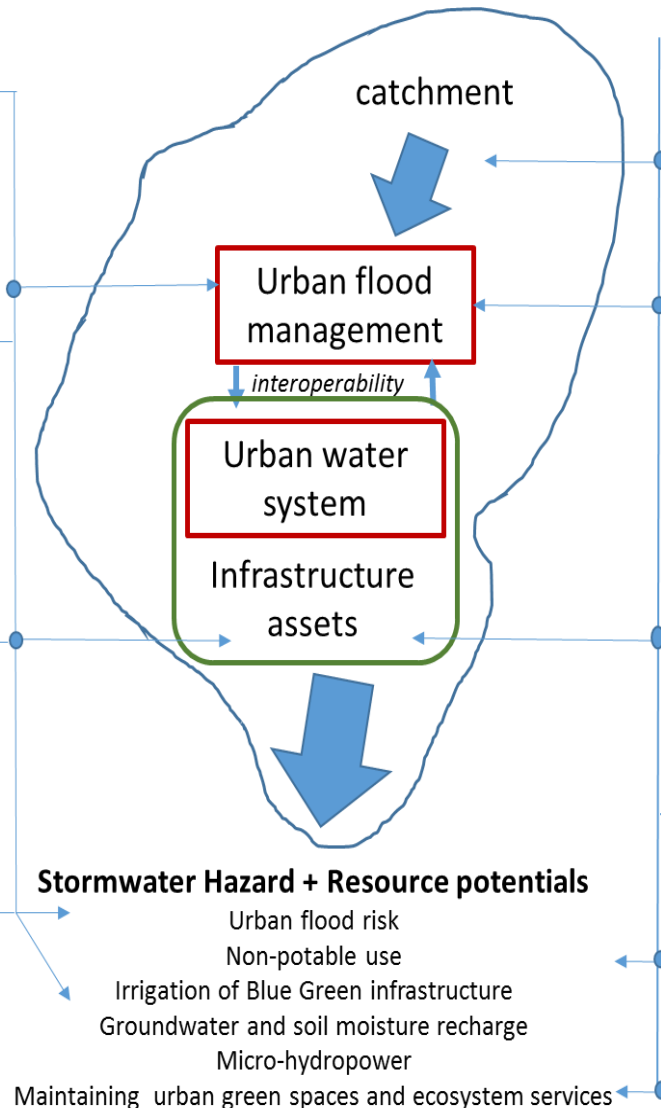 catchment
Urban flood
management
interoperability
Urban water
system
Infrastructure
assets
Stormwater Hazard + Resource potentials
Urban flood risk
Non-potable use
Irrigation of Blue Green infrastructure
Groundwater and soil moisture recharge
Micro-hydropower
Maintaining urban green spaces and ecosystem services